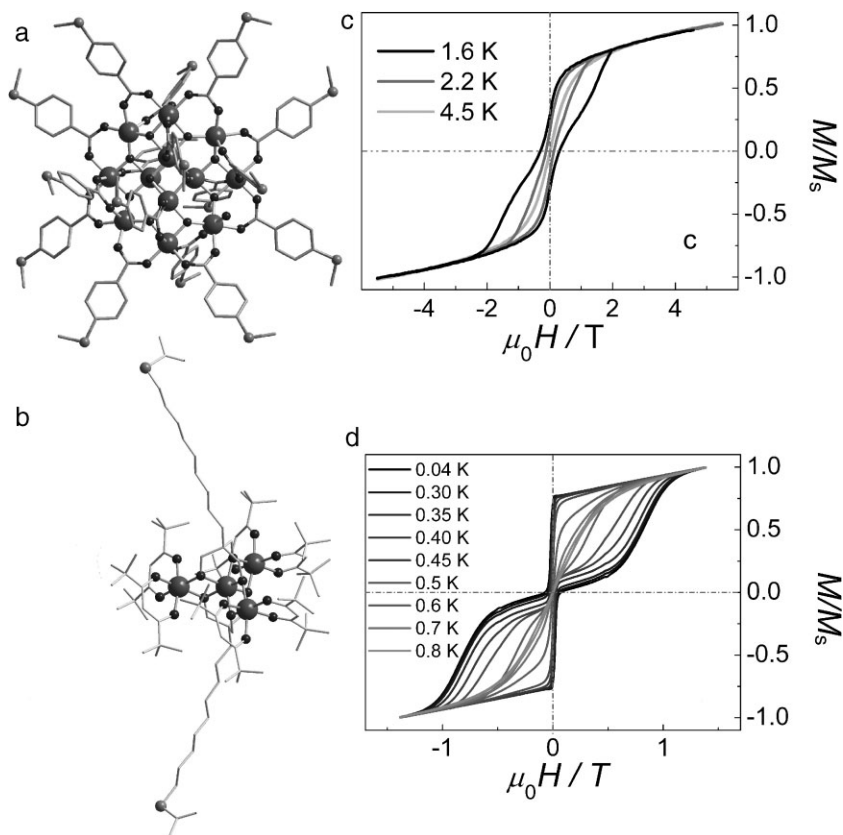 a
c
1.6 K
2.2 K
4.5 K
1.0
0.5
0.0
-0.5
-1.0
M/Mₛ
c
-4 -2 0 2 4
μ₀H / T
b
d
0.04 K
0.30 K
0.35 K
0.40 K
0.45 K
0.5 K
0.6 K
0.7 K
0.8 K
1.0
0.5
0.0
-0.5
-1.0
M/Mₛ
-1 0 1
μ₀H / T